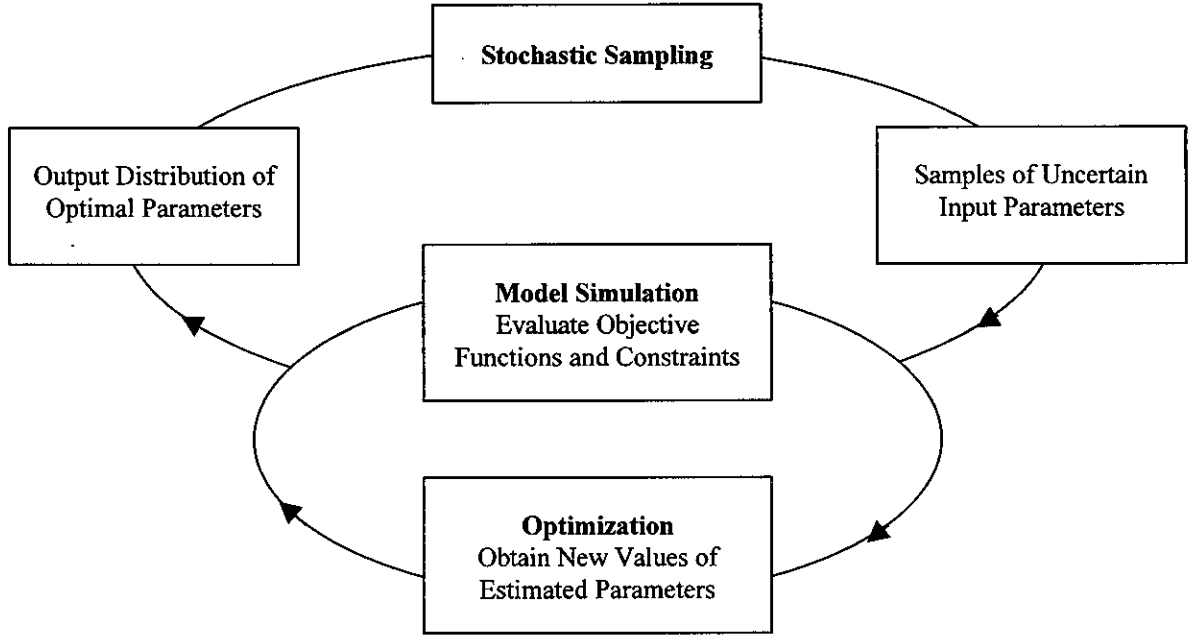 Stochastic Sampling
Output Distribution of
Optimal Parameters
Samples of Uncertain
Input Parameters
Model Simulation
Evaluate Objective
Functions and Constraints
Optimization
Obtain New Values of
Estimated Parameters